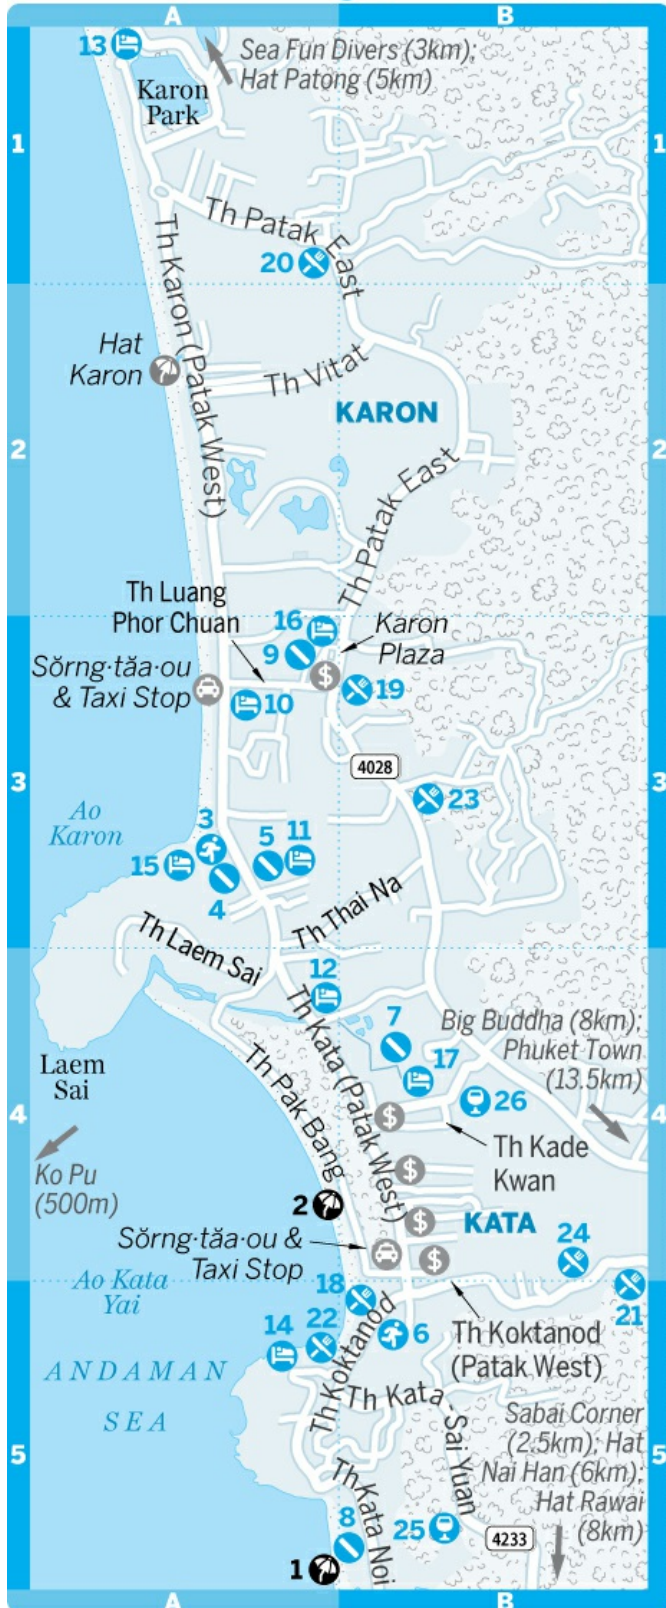 A
B
13
Sea Fun Divers (3km);
Hat Patong (5km)
Karon
Park
1
1
Th Patak East
20
Th Karon (Patak West)
Hat
Karon
Th Vitat
KARON
2
2
Th Patak East
Th Luang
Phor Chuan
16
Karon
Plaza
9
$
Sŏrng·tăa·ou
& Taxi Stop
10
19
4028
3
3
23
Ao
Karon
3
5
11
15
4
Th Thai Na
Th Laem Sai
12
Th Kata (Patak West)
7
Big Buddha (8km);
Phuket Town
(13.5km)
17
Laem
Sai
Th Pak Bang
26
4
4
$
Th Kade
Kwan
Ko Pu
(500m)
$
2
$
KATA
Sŏrng·tăa·ou &
Taxi Stop
24
$
Ao Kata
Yai
18
21
22
6
Th Koktanod
(Patak West)
14
Th Koktanod
ANDAMAN
SEA
Th Kata-Sai Yuan
Sabai Corner
(2.5km); Hat
Nai Han (6km);
Hat Rawai
(8km)
5
5
Th Kata Noi
8
25
4233
1
A
B